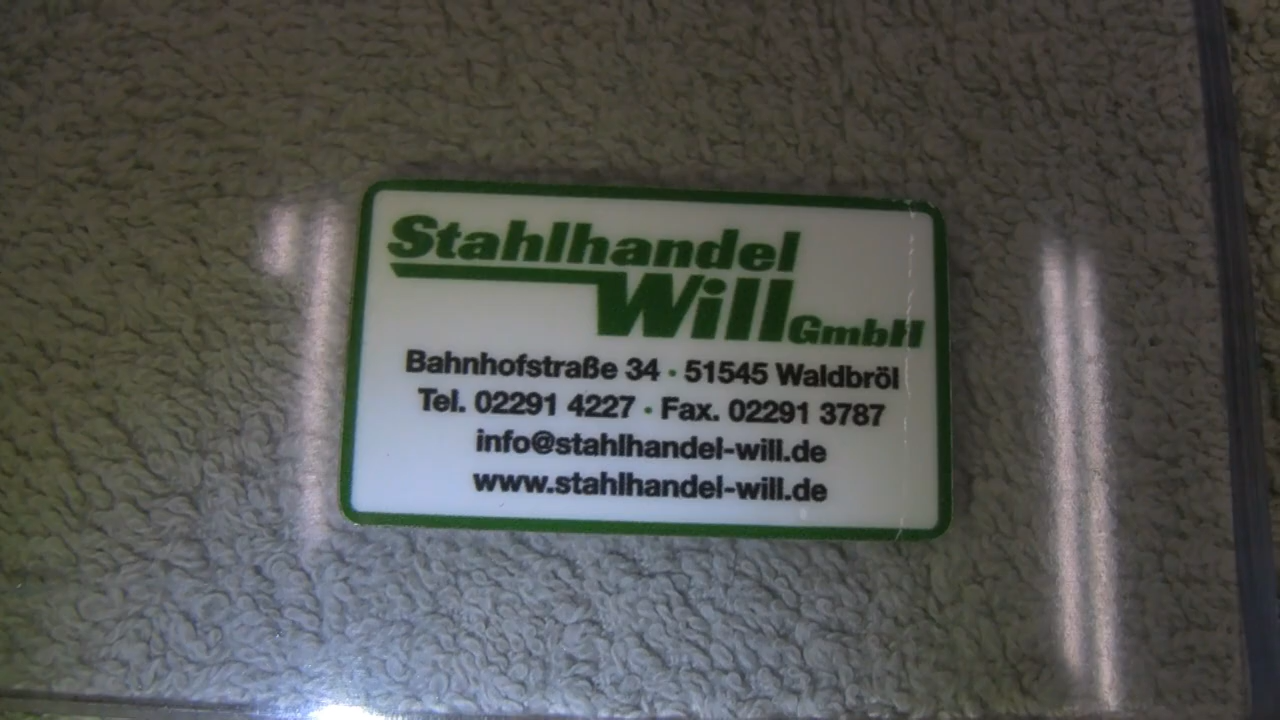 Stahlhandel
Will GmbH
Bahnhofstraße 34 · 51545 Waldbröl
Tel. 02291 4227 · Fax. 02291 3787
info@stahlhandel-will.de
www.stahlhandel-will.de